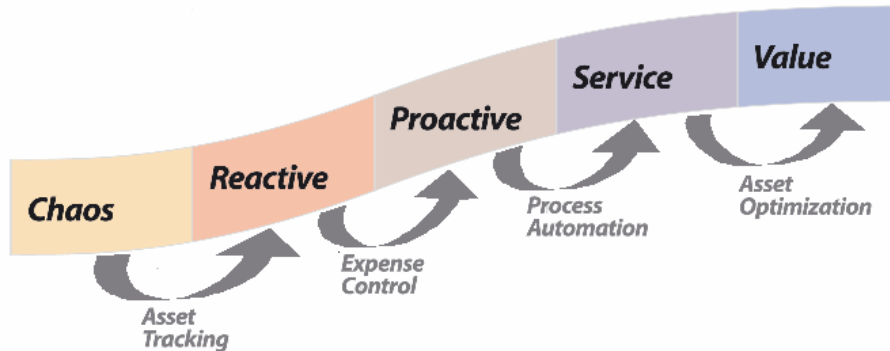 Chaos
Reactive
Proactive
Service
Value
Asset
Tracking
Expense
Control
Process
Automation
Asset
Optimization